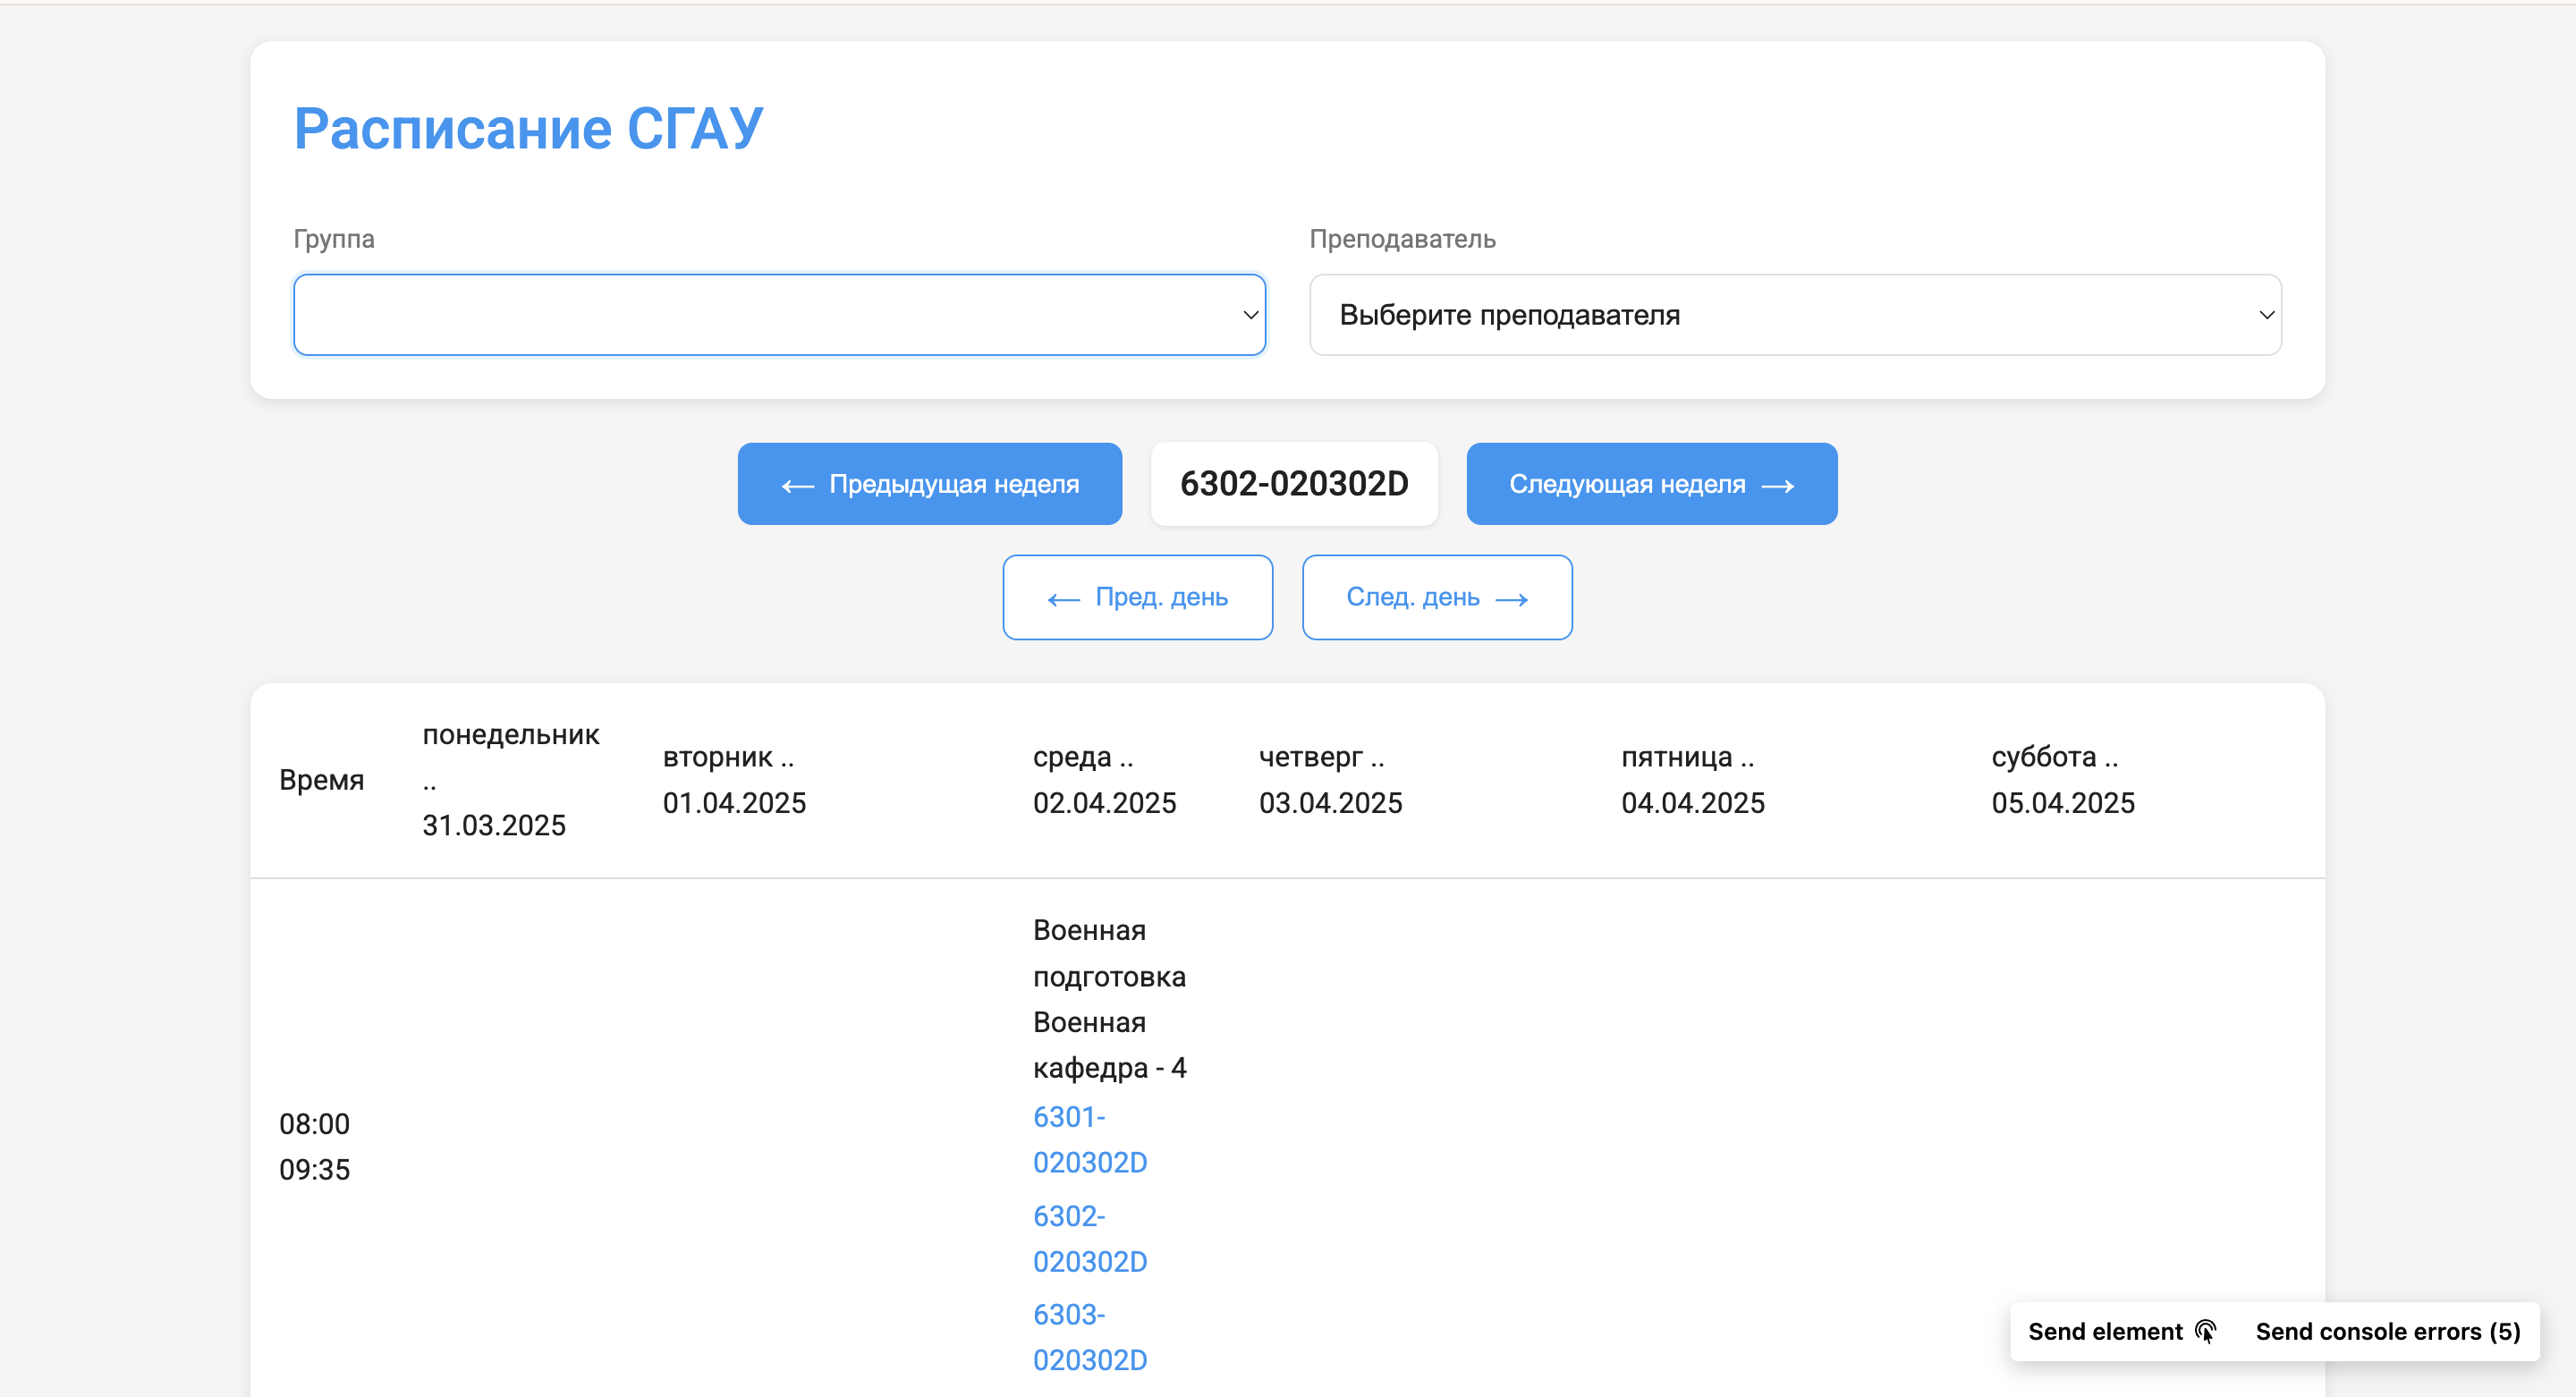 Расписание СГАУ
Группа
Преподаватель
Выберите преподавателя
← Предыдущая неделя
6302-020302D
Следующая неделя →
← Пред. день
След. день →
Время
понедельник
..
31.03.2025
вторник ..
01.04.2025
среда ..
02.04.2025
четверг ..
03.04.2025
пятница ..
04.04.2025
суббота ..
05.04.2025
08:00
09:35
Военная
подготовка
Военная
кафедра - 4
6301-
020302D
6302-
020302D
6303-
020302D
Send element
Send console errors (5)